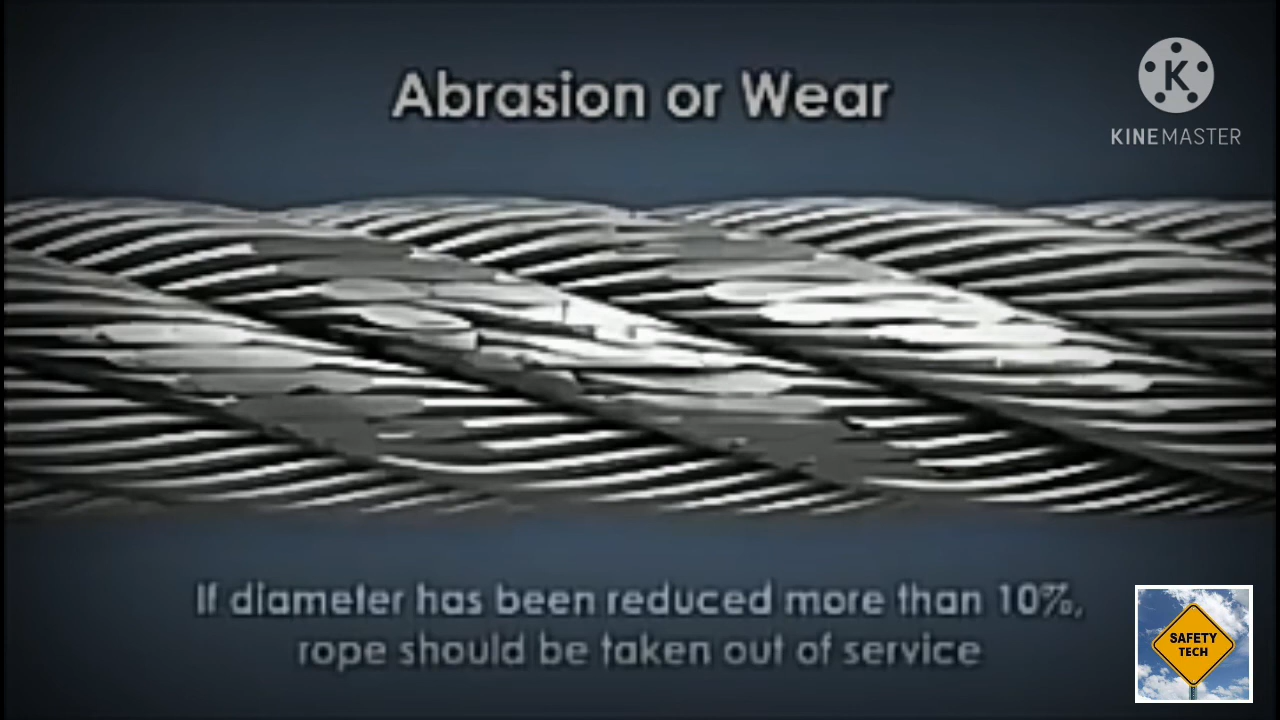 Abrasion or Wear
K
KINEMASTER
If diameter has been reduced more than 10%,
rope should be taken out of service
SAFETY
TECH